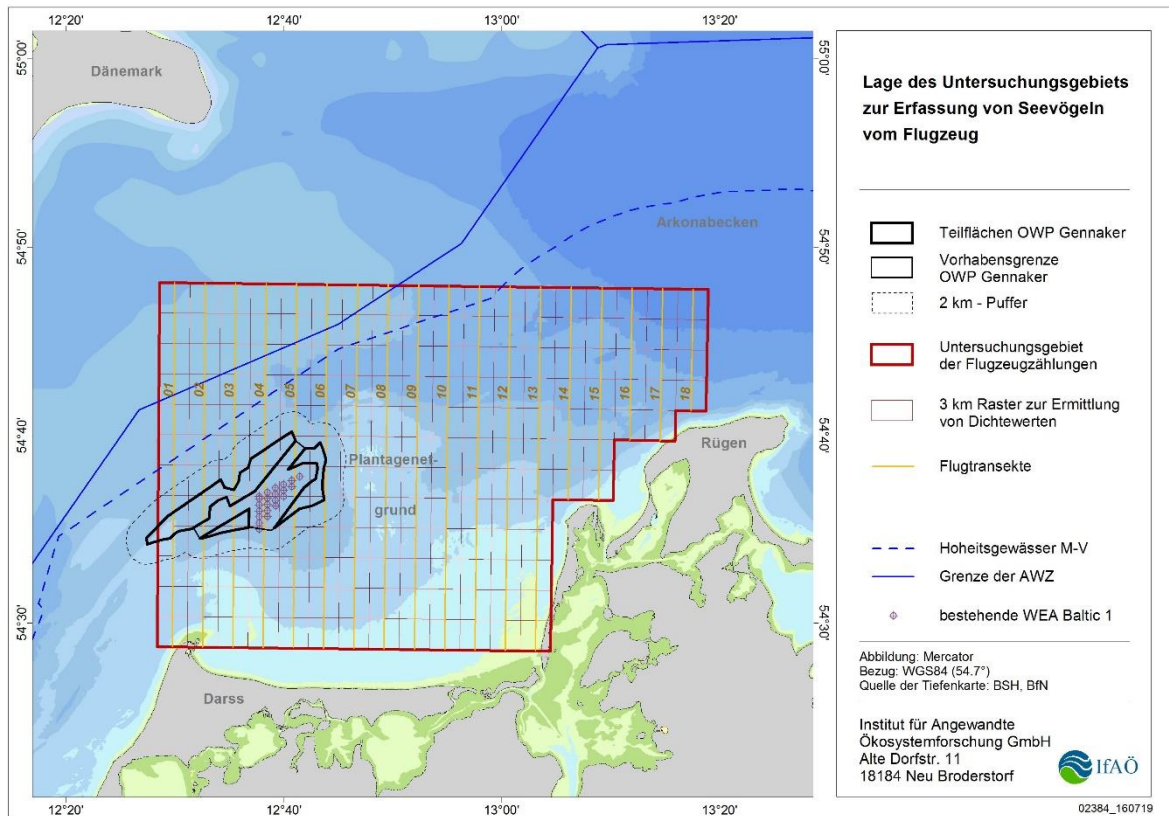 12°20'
12°40'
13°00'
13°20'
55°00'
54°50'
54°40'
54°30'
55°00'
54°50'
54°40'
54°30'
Dänemark
Arkonabecken
01
02
03
04
05
06
07
08
09
10
11
12
13
14
15
16
17
18
Plantagenet-
grund
Rügen
Darss
12°20'
12°40'
13°00'
13°20'
Lage des Untersuchungsgebiets
zur Erfassung von Seevögeln
vom Flugzeug
Teilflächen OWP Gennaker
Vorhabensgrenze
OWP Gennaker
2 km - Puffer
Untersuchungsgebiet
der Flugzeugzählungen
3 km Raster zur Ermittlung
von Dichtewerten
Flugtransekte
Hoheitsgewässer M-V
Grenze der AWZ
bestehende WEA Baltic 1
Abbildung: Mercator
Bezug: WGS84 (54.7°)
Quelle der Tiefenkarte: BSH, BfN
Institut für Angewandte
Ökosystemforschung GmbH
Alte Dorfstr. 11
18184 Neu Broderstorf
IfAÖ
02384_160719